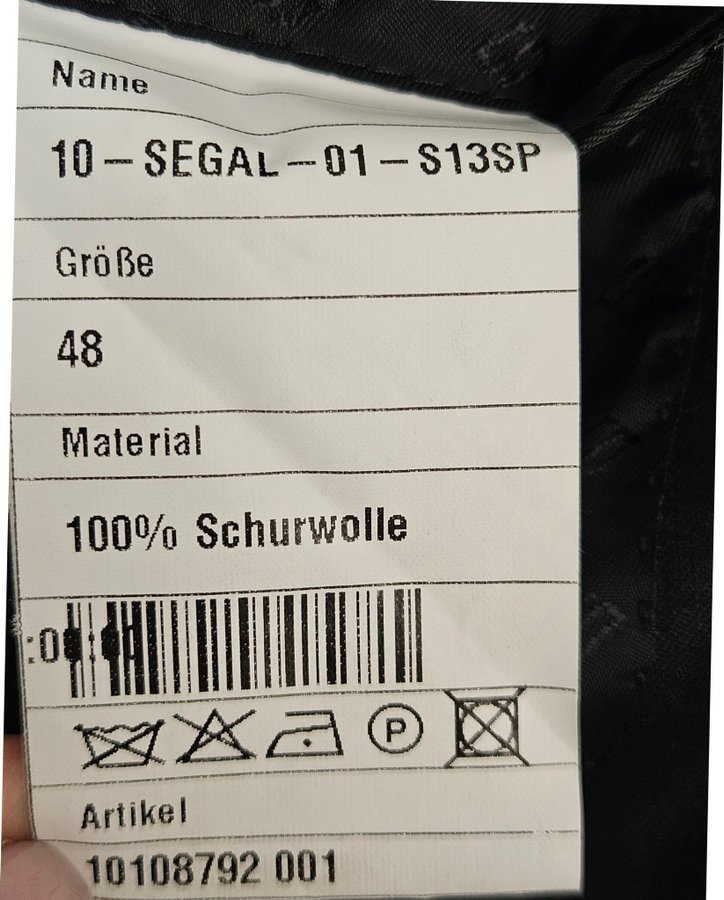 Name
10-SEGAL-01-S13SP
Größe
48
Material
100% Schurwolle
P
Artikel
10108792 001